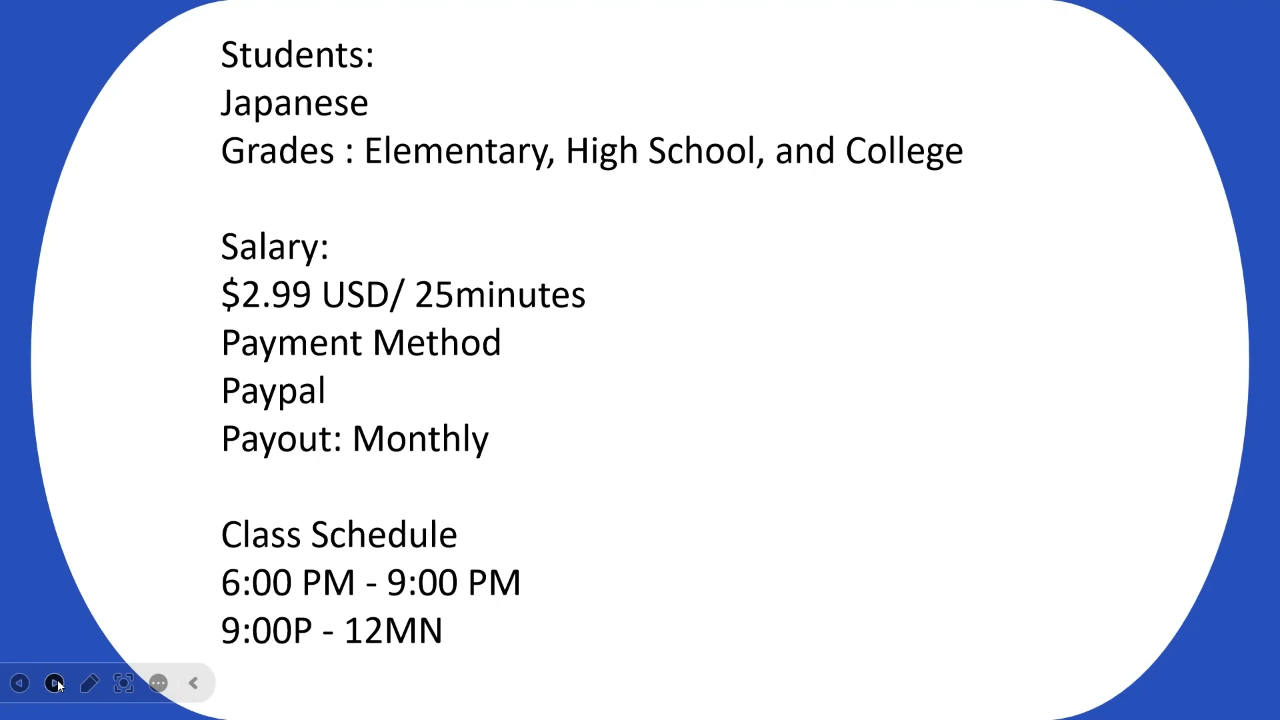 Students:
Japanese
Grades : Elementary, High School, and College
Salary:
$2.99 USD/ 25minutes
Payment Method
Paypal
Payout: Monthly
Class Schedule
6:00 PM - 9:00 PM
9:00P - 12MN